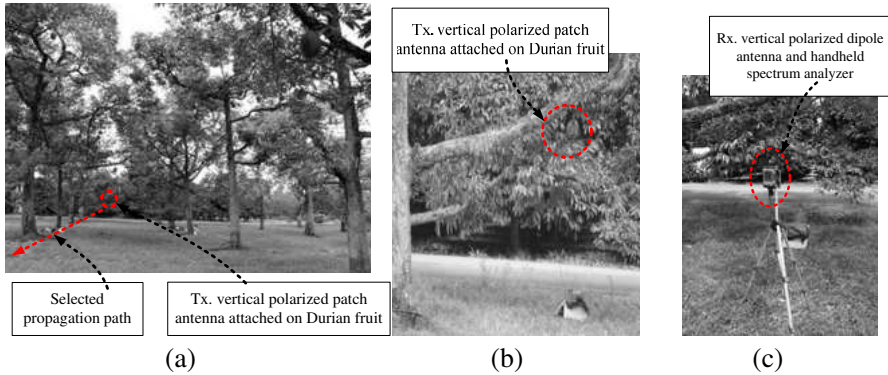 Tx. vertical polarized patch
antenna attached on Durian fruit
Rx. vertical polarized dipole
antenna and handheld
spectrum analyzer
Selected
propagation path
Tx. vertical polarized patch
antenna attached on Durian fruit
(a)
(b)
(c)